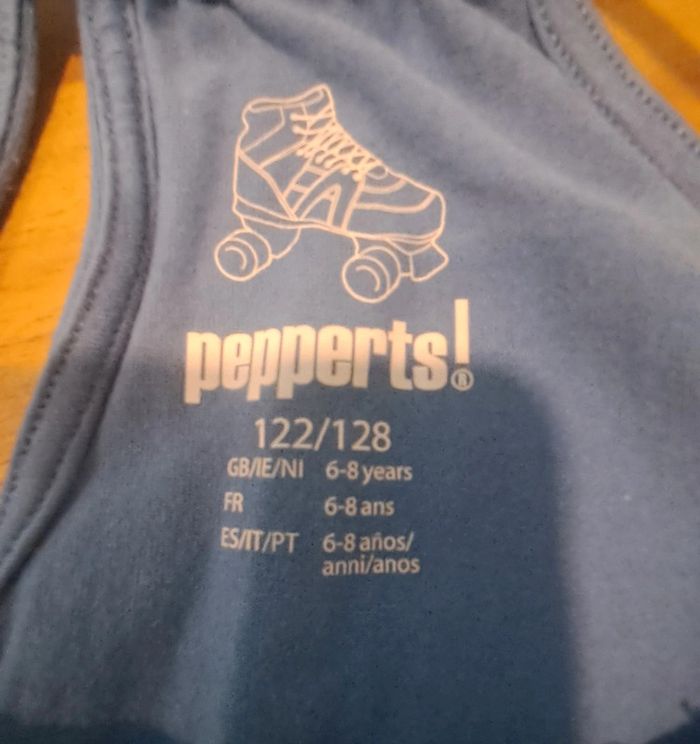 pepperts!®
122/128
GB/IE/NI 6-8 years
FR 6-8 ans
ES/IT/PT 6-8 años/
anni/anos